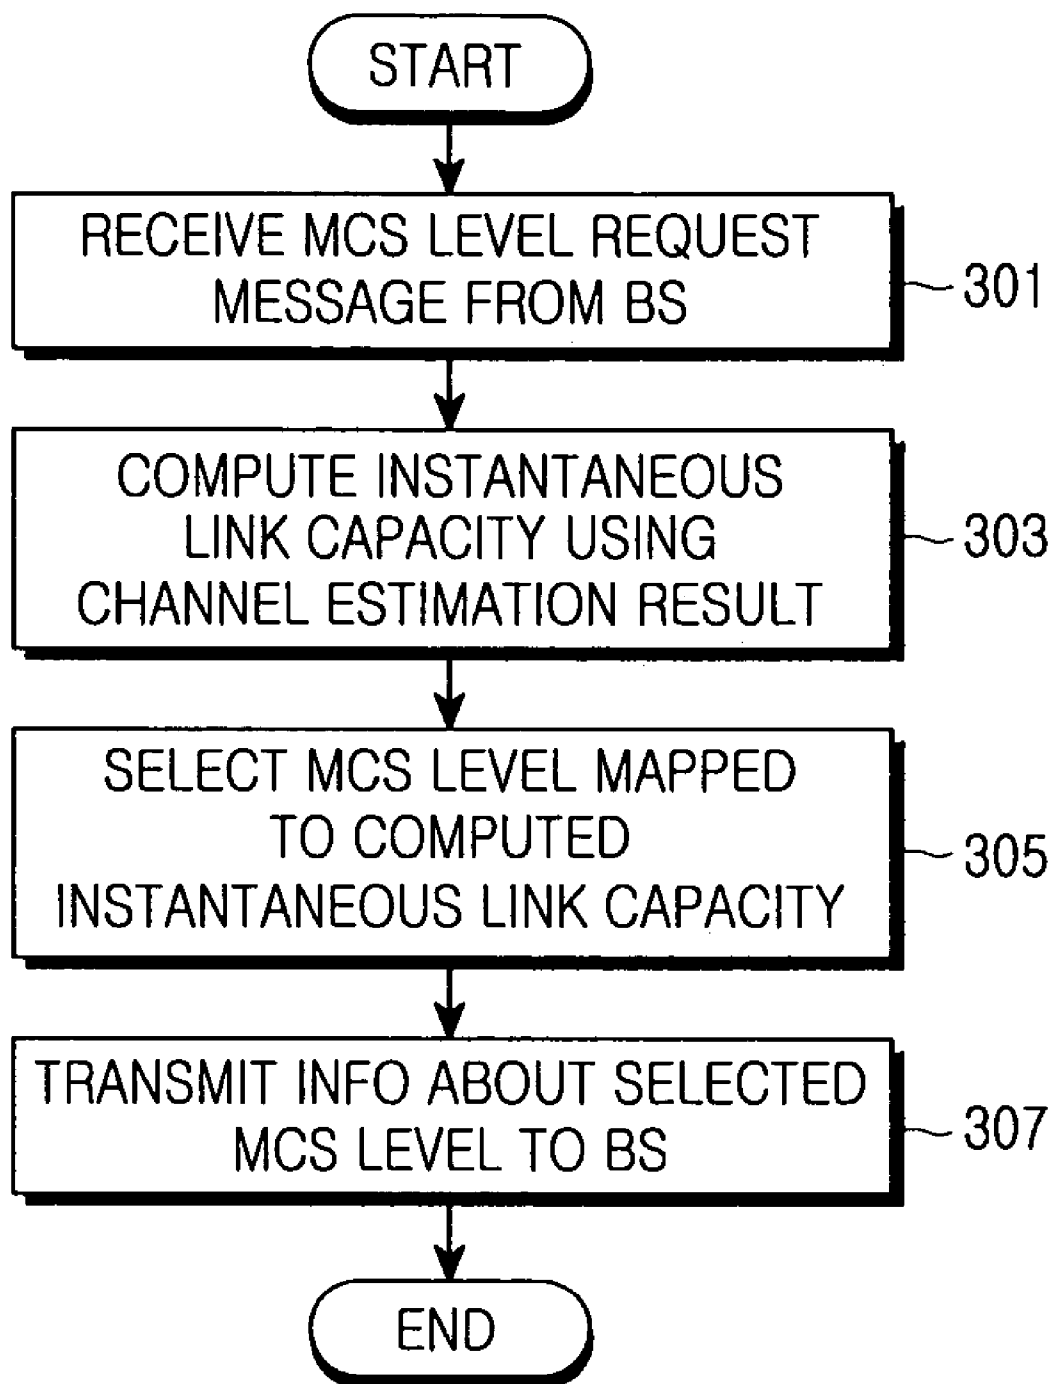 START
RECEIVE MCS LEVEL REQUEST
MESSAGE FROM BS
301
COMPUTE INSTANTANEOUS
LINK CAPACITY USING
CHANNEL ESTIMATION RESULT
303
SELECT MCS LEVEL MAPPED
TO COMPUTED
INSTANTANEOUS LINK CAPACITY
305
TRANSMIT INFO ABOUT SELECTED
MCS LEVEL TO BS
307
END